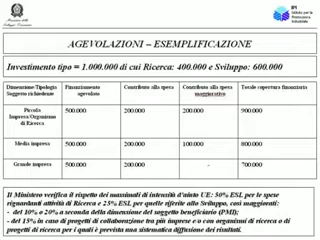 Ministero dello
Sviluppo Economico
IPI
Istituto per la
Promozione
Industriale
AGEVOLAZIONI – ESEMPLIFICAZIONE
Investimento tipo = 1.000.000 di cui Ricerca: 400.000 e Sviluppo: 600.000
Dimensione-Tipologia Soggetto richiedente Finanziamento agevolato Contributo alla spesa Contributo alla spesa maggiorativo Totale copertura finanziaria
Piccola Impresa/Organismo di Ricerca 500.000 200.000 200.000 900.000
Media impresa 500.000 200.000 100.000 800.000
Grande impresa 500.000 200.000 - 700.000
Il Ministero verifica il rispetto dei massimali di intensità d'aiuto UE: 50% ESL per le spese
riguardanti attività di Ricerca e 25% ESL per quelle riferite allo Sviluppo, così maggiorati:
- del 10% o 20% a seconda della dimensione del soggetto beneficiario (PMI);
- del 15% in caso di progetti di collaborazione tra più imprese e/o con organismi di ricerca o di
progetti di ricerca per i quali è prevista una sistematica diffusione dei risultati.